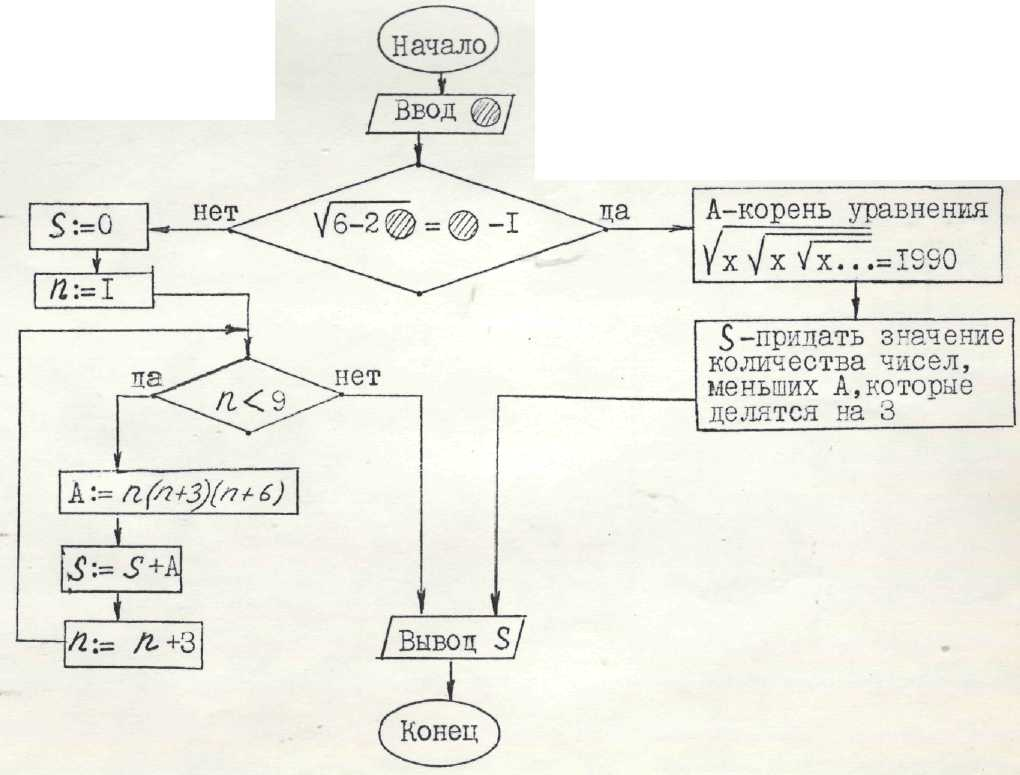 Начало
Ввод
нет
√6-2 = -I
да
S:=0
n:=I
А-корень уравнения
√x √x √x...=I990
S-придать значение
количества чисел,
меньших А,которые
делятся на 3
да
n < 9
нет
A:= n(n+3)(n+6)
S:= S+A
n:= n+3
Вывод S
Конец